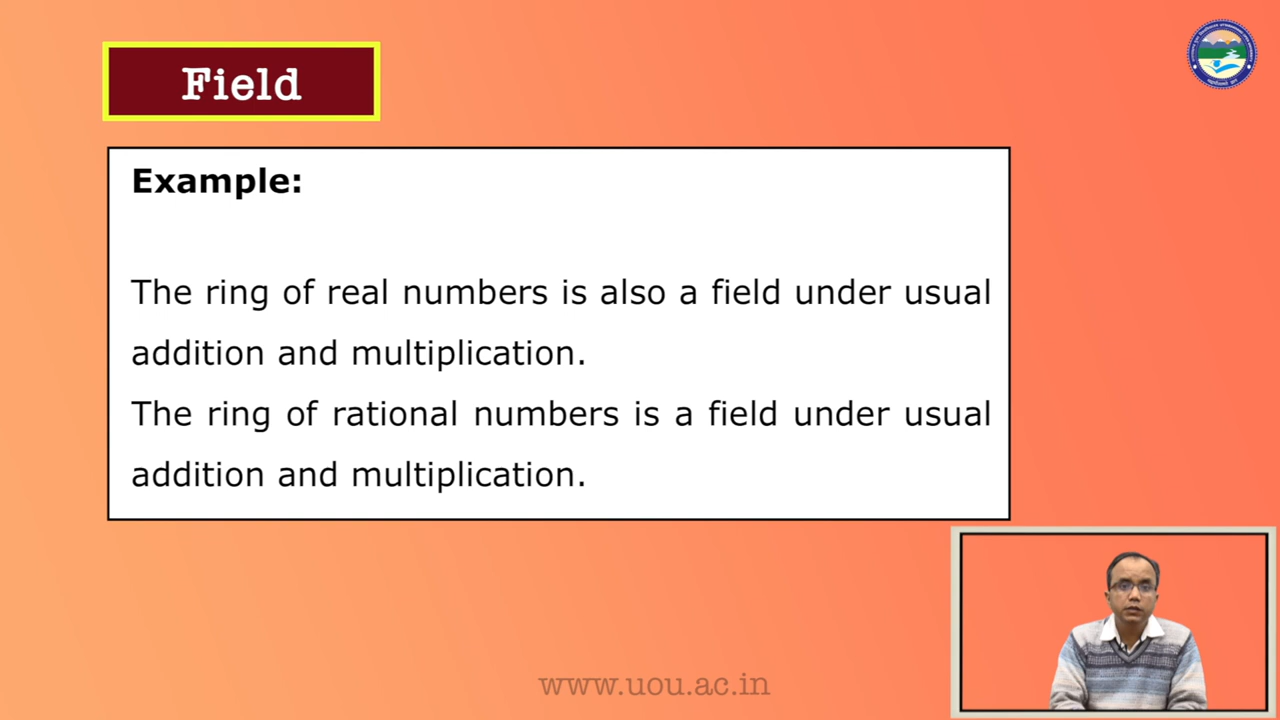 Field
Example:
The ring of real numbers is also a field under usual
addition and multiplication.
The ring of rational numbers is a field under usual
addition and multiplication.
www.uou.ac.in